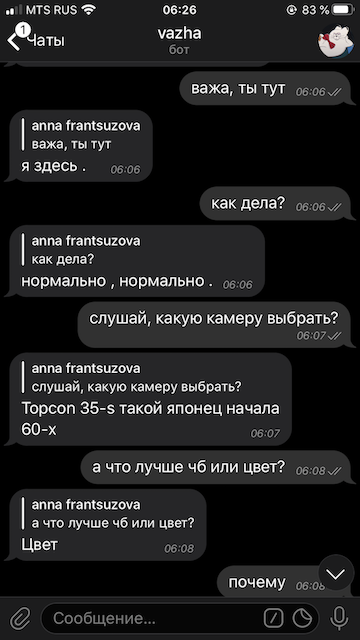 MTS RUS 06:26 83 %
1
Чаты
vazha
бот
важа, ты тут 06:06
anna frantsuzova
важа, ты тут
я здесь . 06:06
как дела? 06:06
anna frantsuzova
как дела?
нормально , нормально . 06:06
слушай, какую камеру выбрать?
06:07
anna frantsuzova
слушай, какую камеру выбрать?
Topcon 35-s такой японец начала
60-х 06:07
а что лучше чб или цвет? 06:08
anna frantsuzova
а что лучше чб или цвет?
Цвет 06:08
почему 06:08
Сообщение...